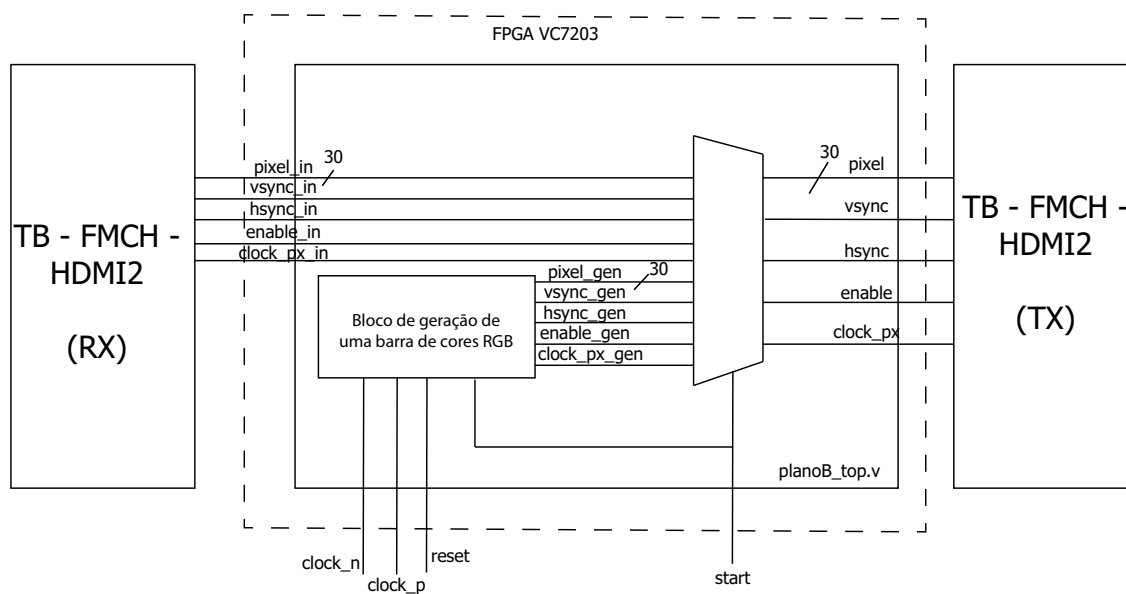 FPGA VC7203
TB - FMCH -
HDMI2
(RX)
pixel_in
30
vsync_in
hsync_in
enable_in
clock_px_in
pixel_gen
30
vsync_gen
hsync_gen
enable_gen
clock_px_gen
Bloco de geração de
uma barra de cores RGB
30
pixel
vsync
hsync
enable
clock_px
TB - FMCH -
HDMI2
(TX)
planoB_top.v
clock_n
clock_p
reset
start